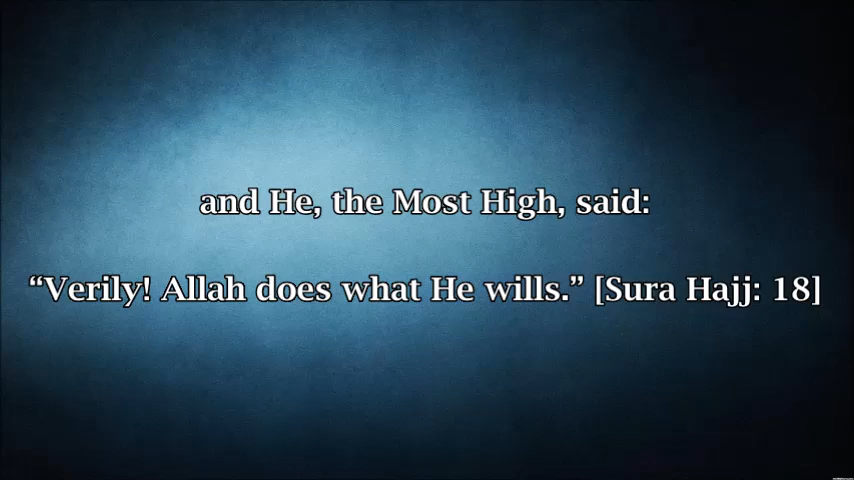 and He, the Most High, said:
“Verily! Allah does what He wills.” [Sura Hajj: 18]